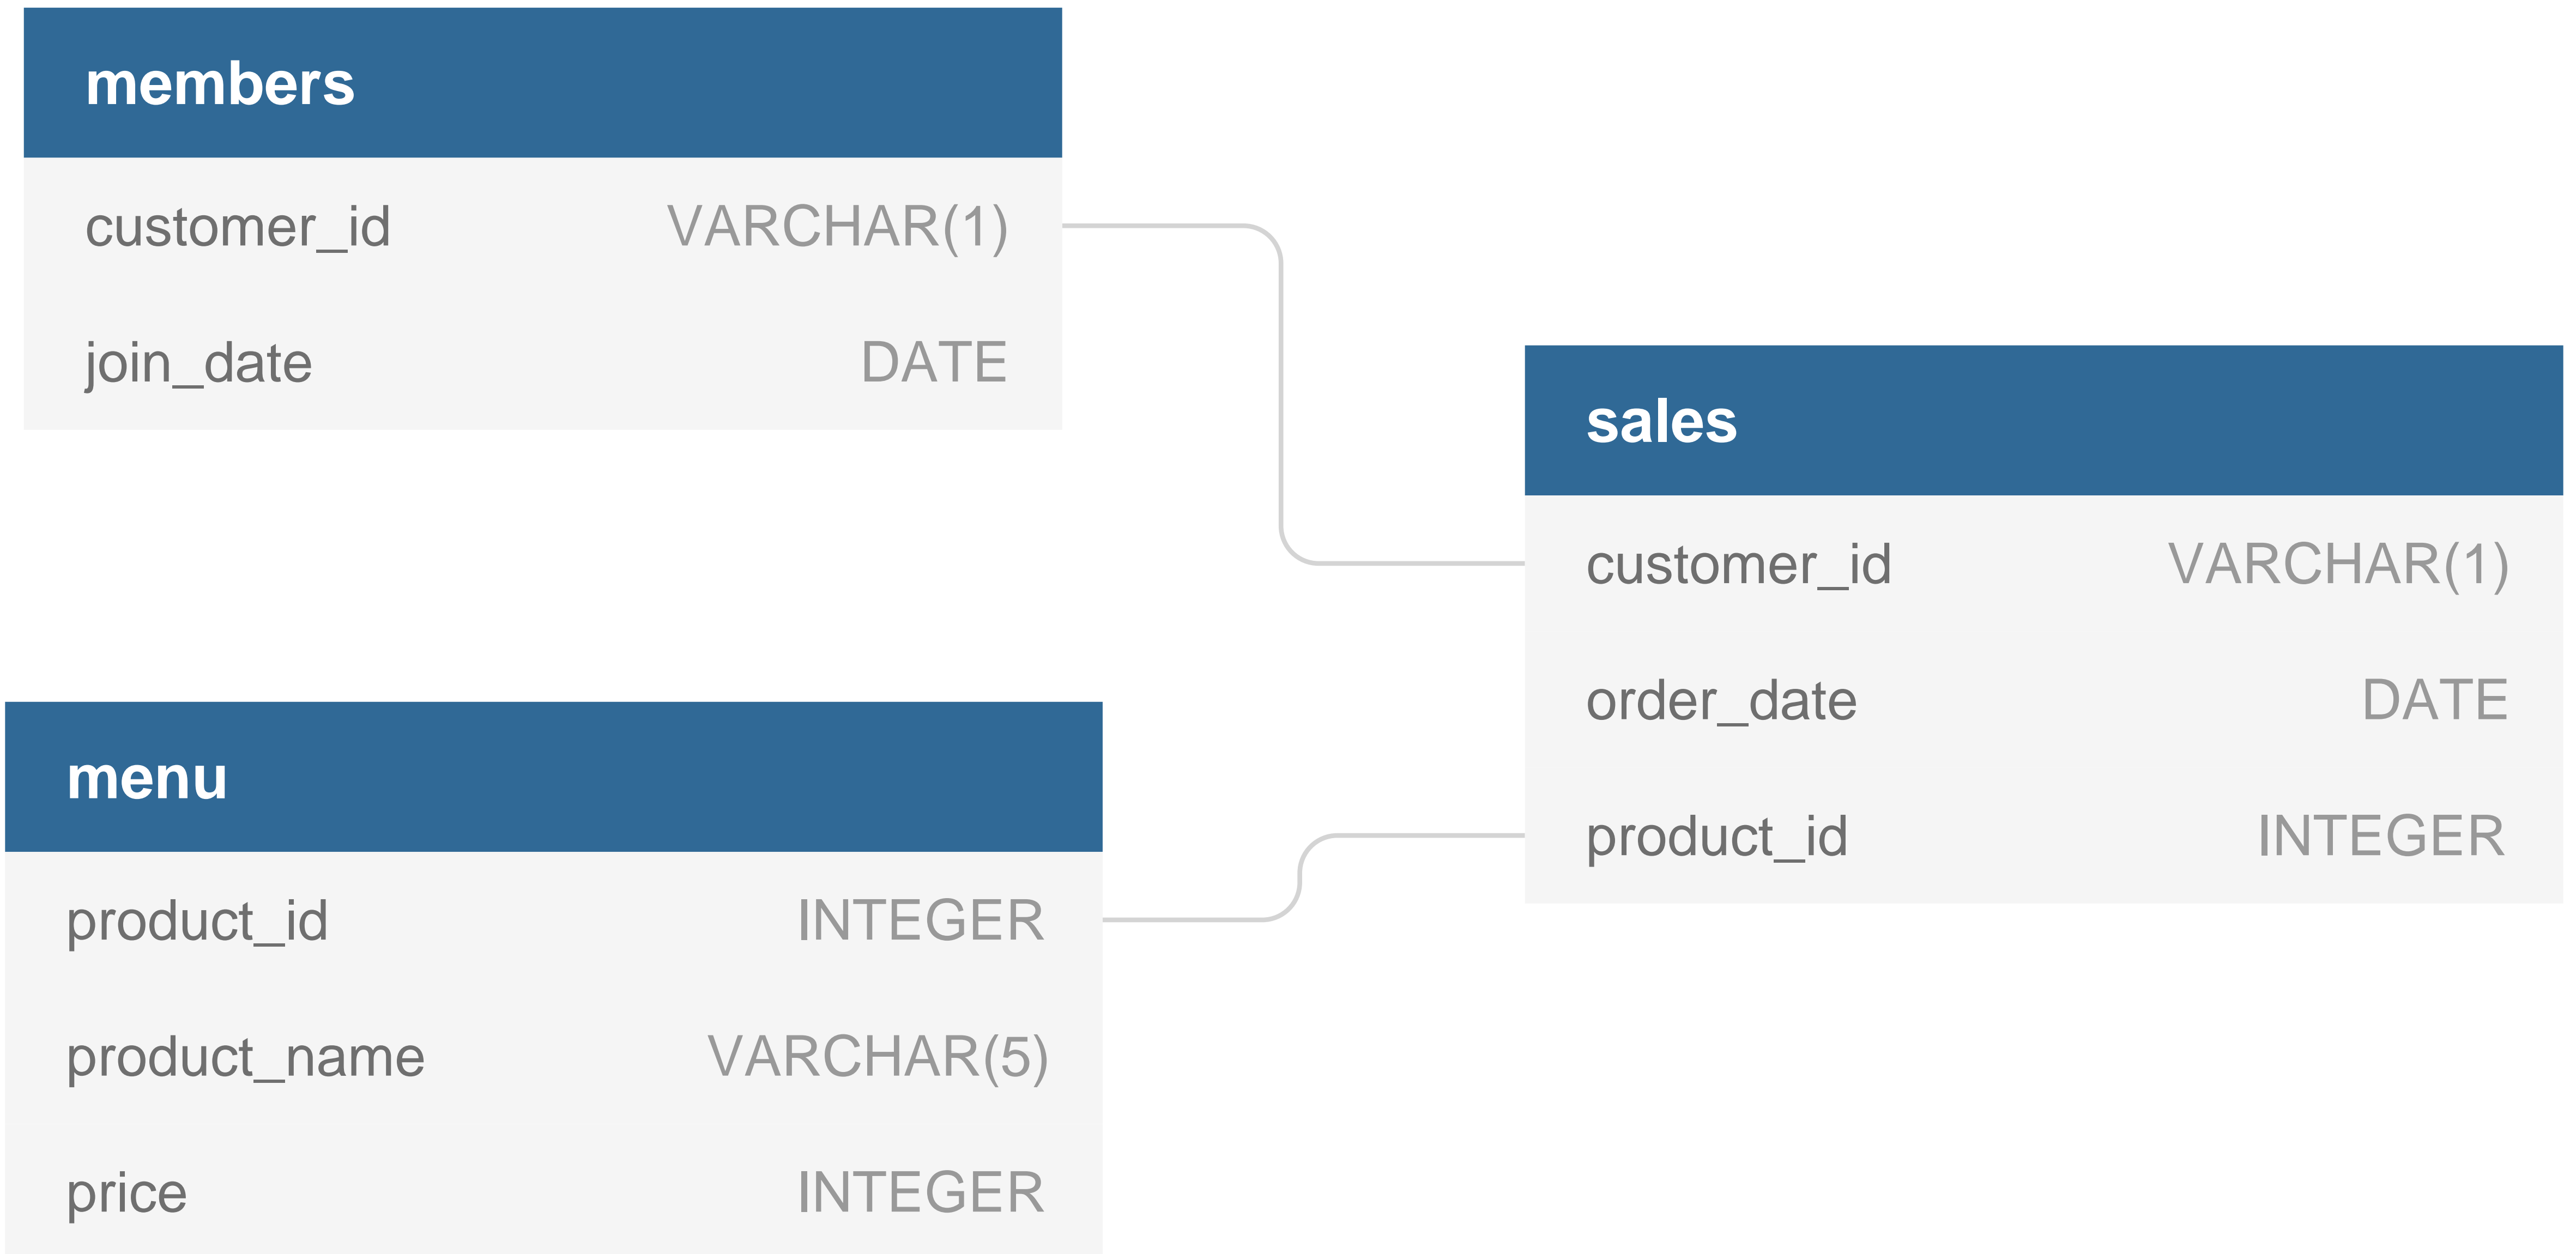 members
customer_id VARCHAR(1)
join_date DATE
sales
customer_id VARCHAR(1)
order_date DATE
product_id INTEGER
menu
product_id INTEGER
product_name VARCHAR(5)
price INTEGER